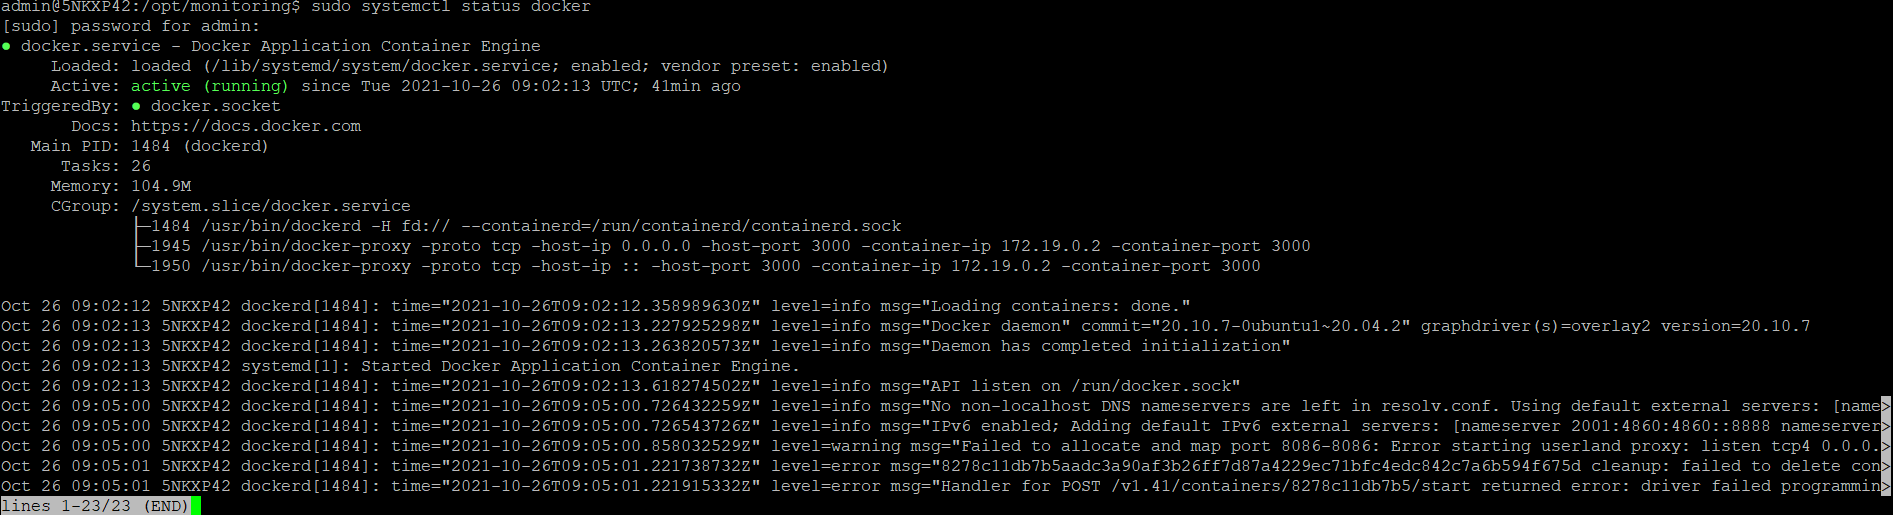 admin@5NKXP42:/opt/monitoring$ sudo systemctl status docker
[sudo] password for admin:
● docker.service - Docker Application Container Engine
     Loaded: loaded (/lib/systemd/system/docker.service; enabled; vendor preset: enabled)
     Active: active (running) since Tue 2021-10-26 09:02:13 UTC; 41min ago
TriggeredBy: ● docker.socket
       Docs: https://docs.docker.com
   Main PID: 1484 (dockerd)
      Tasks: 26
     Memory: 104.9M
     CGroup: /system.slice/docker.service
             ├─1484 /usr/bin/dockerd -H fd:// --containerd=/run/containerd/containerd.sock
             ├─1945 /usr/bin/docker-proxy -proto tcp -host-ip 0.0.0.0 -host-port 3000 -container-ip 172.19.0.2 -container-port 3000
             └─1950 /usr/bin/docker-proxy -proto tcp -host-ip :: -host-port 3000 -container-ip 172.19.0.2 -container-port 3000
Oct 26 09:02:12 5NKXP42 dockerd[1484]: time="2021-10-26T09:02:12.358989630Z" level=info msg="Loading containers: done."
Oct 26 09:02:13 5NKXP42 dockerd[1484]: time="2021-10-26T09:02:13.227925298Z" level=info msg="Docker daemon" commit="20.10.7-0ubuntu1~20.04.2" graphdriver(s)=overlay2 version=20.10.7
Oct 26 09:02:13 5NKXP42 dockerd[1484]: time="2021-10-26T09:02:13.263820573Z" level=info msg="Daemon has completed initialization"
Oct 26 09:02:13 5NKXP42 systemd[1]: Started Docker Application Container Engine.
Oct 26 09:02:13 5NKXP42 dockerd[1484]: time="2021-10-26T09:02:13.618274502Z" level=info msg="API listen on /run/docker.sock"
Oct 26 09:05:00 5NKXP42 dockerd[1484]: time="2021-10-26T09:05:00.726432259Z" level=info msg="No non-localhost DNS nameservers are left in resolv.conf. Using default external servers: [name>
Oct 26 09:05:00 5NKXP42 dockerd[1484]: time="2021-10-26T09:05:00.726543726Z" level=info msg="IPv6 enabled; Adding default IPv6 external servers: [nameserver 2001:4860:4860::8888 nameserver>
Oct 26 09:05:00 5NKXP42 dockerd[1484]: time="2021-10-26T09:05:00.858032529Z" level=warning msg="Failed to allocate and map port 8086-8086: Error starting userland proxy: listen tcp4 0.0.0.>
Oct 26 09:05:01 5NKXP42 dockerd[1484]: time="2021-10-26T09:05:01.221738732Z" level=error msg="8278c11db7b5aadc3a90af3b26ff7d87a4229ec71bfc4edc842c7a6b594f675d cleanup: failed to delete con>
Oct 26 09:05:01 5NKXP42 dockerd[1484]: time="2021-10-26T09:05:01.221915332Z" level=error msg="Handler for POST /v1.41/containers/8278c11db7b5/start returned error: driver failed programmin>
lines 1-23/23 (END)